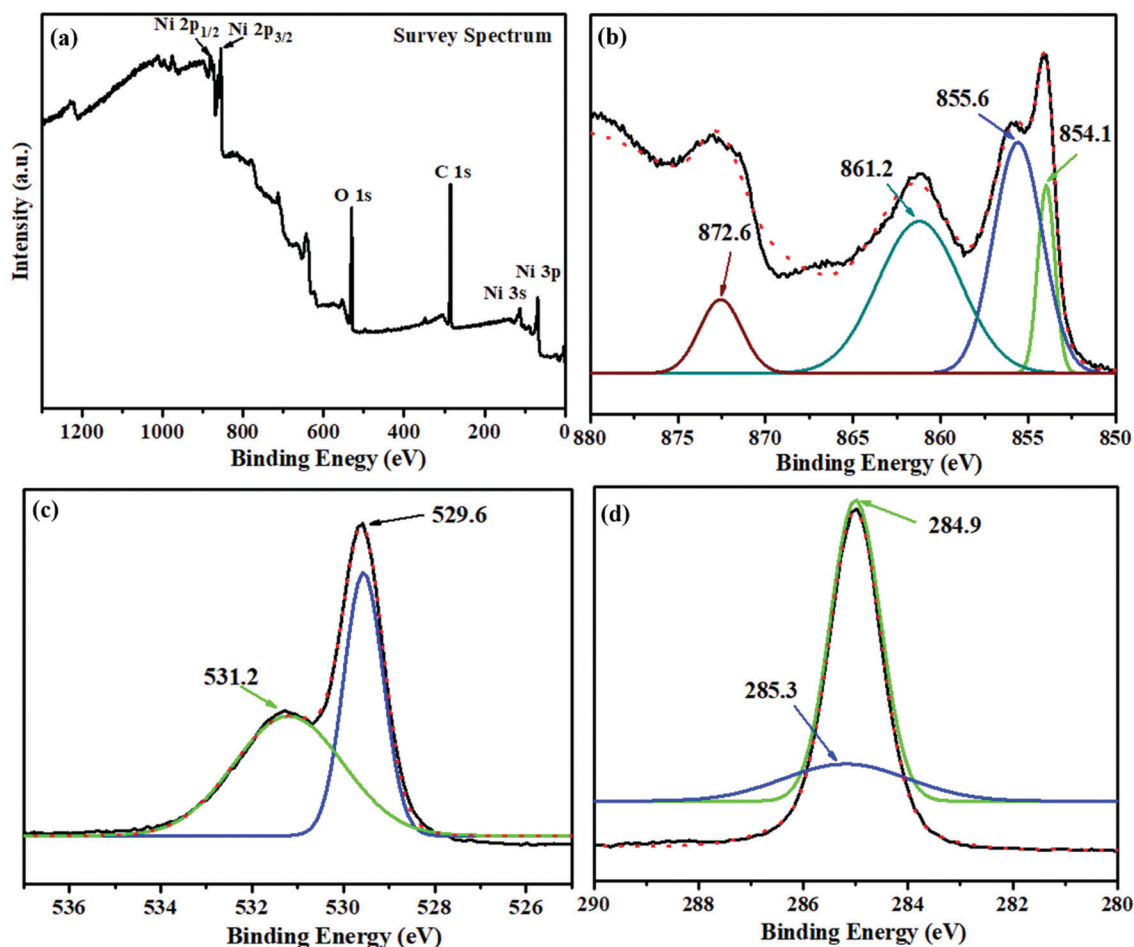 (a)
Ni 2p1/2
Ni 2p3/2
Survey Spectrum
O 1s
C 1s
Ni 3p
Ni 3s
Intensity (a.u.)
1200 1000 800 600 400 200 0
Binding Enegy (eV)
(b)
855.6
854.1
861.2
872.6
880 875 870 865 860 854 850
Binding Energy (eV)
(c)
529.6
531.2
536 534 532 530 528 526
Binding Energy (eV)
(d)
284.9
285.3
290 288 286 284 282 280
Binding Energy (eV)